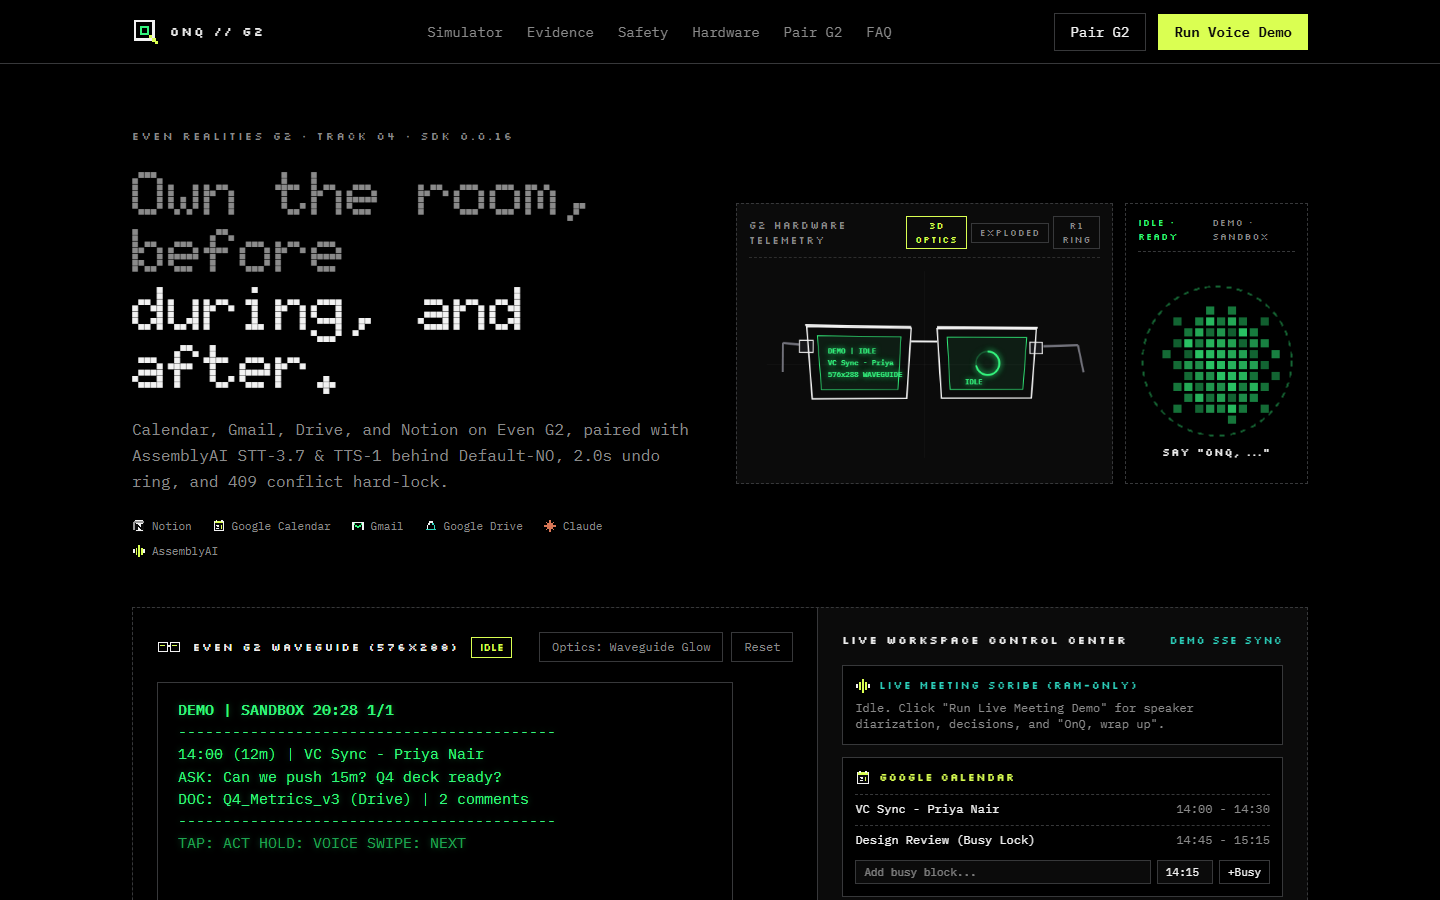 ONQ // G2
Simulator Evidence Safety Hardware Pair G2 FAQ
Pair G2
Run Voice Demo
EVEN REALITIES G2 · TRACK 04 · SDK 0.0.16
Own the room,
before
during, and
after.
Calendar, Gmail, Drive, and Notion on Even G2, paired with
AssemblyAI STT-3.7 & TTS-1 behind Default-NO, 2.0s undo
ring, and 409 conflict hard-lock.
Notion Google Calendar Gmail Google Drive Claude
AssemblyAI
G2 HARDWARE
TELEMETRY
3D
OPTICS
EXPLODED
R1
RING
DEMO | IDLE
VC Sync - Priya
576x288 WAVEGUIDE
IDLE
IDLE ·
READY
DEMO ·
SANDBOX
SAY "ONQ, ..."
EVEN G2 WAVEGUIDE (576X288)
IDLE
Optics: Waveguide Glow
Reset
DEMO | SANDBOX 20:28 1/1
------------------------------------------
14:00 (12m) | VC Sync - Priya Nair
ASK: Can we push 15m? Q4 deck ready?
DOC: Q4_Metrics_v3 (Drive) | 2 comments
------------------------------------------
TAP: ACT HOLD: VOICE SWIPE: NEXT
LIVE WORKSPACE CONTROL CENTER
DEMO SSE SYNC
LIVE MEETING SCRIBE (RAM-ONLY)
Idle. Click "Run Live Meeting Demo" for speaker
diarization, decisions, and "OnQ, wrap up".
GOOGLE CALENDAR
VC Sync - Priya Nair 14:00 - 14:30
Design Review (Busy Lock) 14:45 - 15:15
Add busy block... 14:15 +Busy